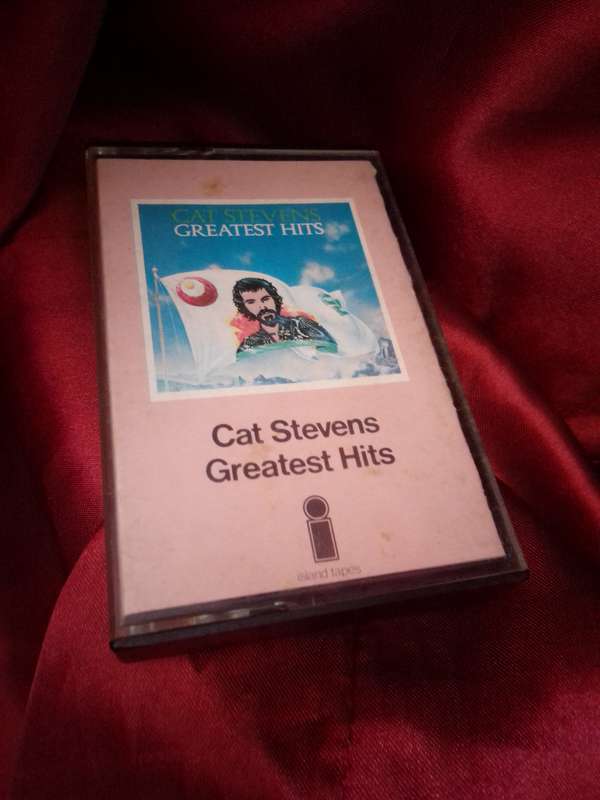 CAT STEVENS
GREATEST HITS
Cat Stevens
Greatest Hits
i
island tapes